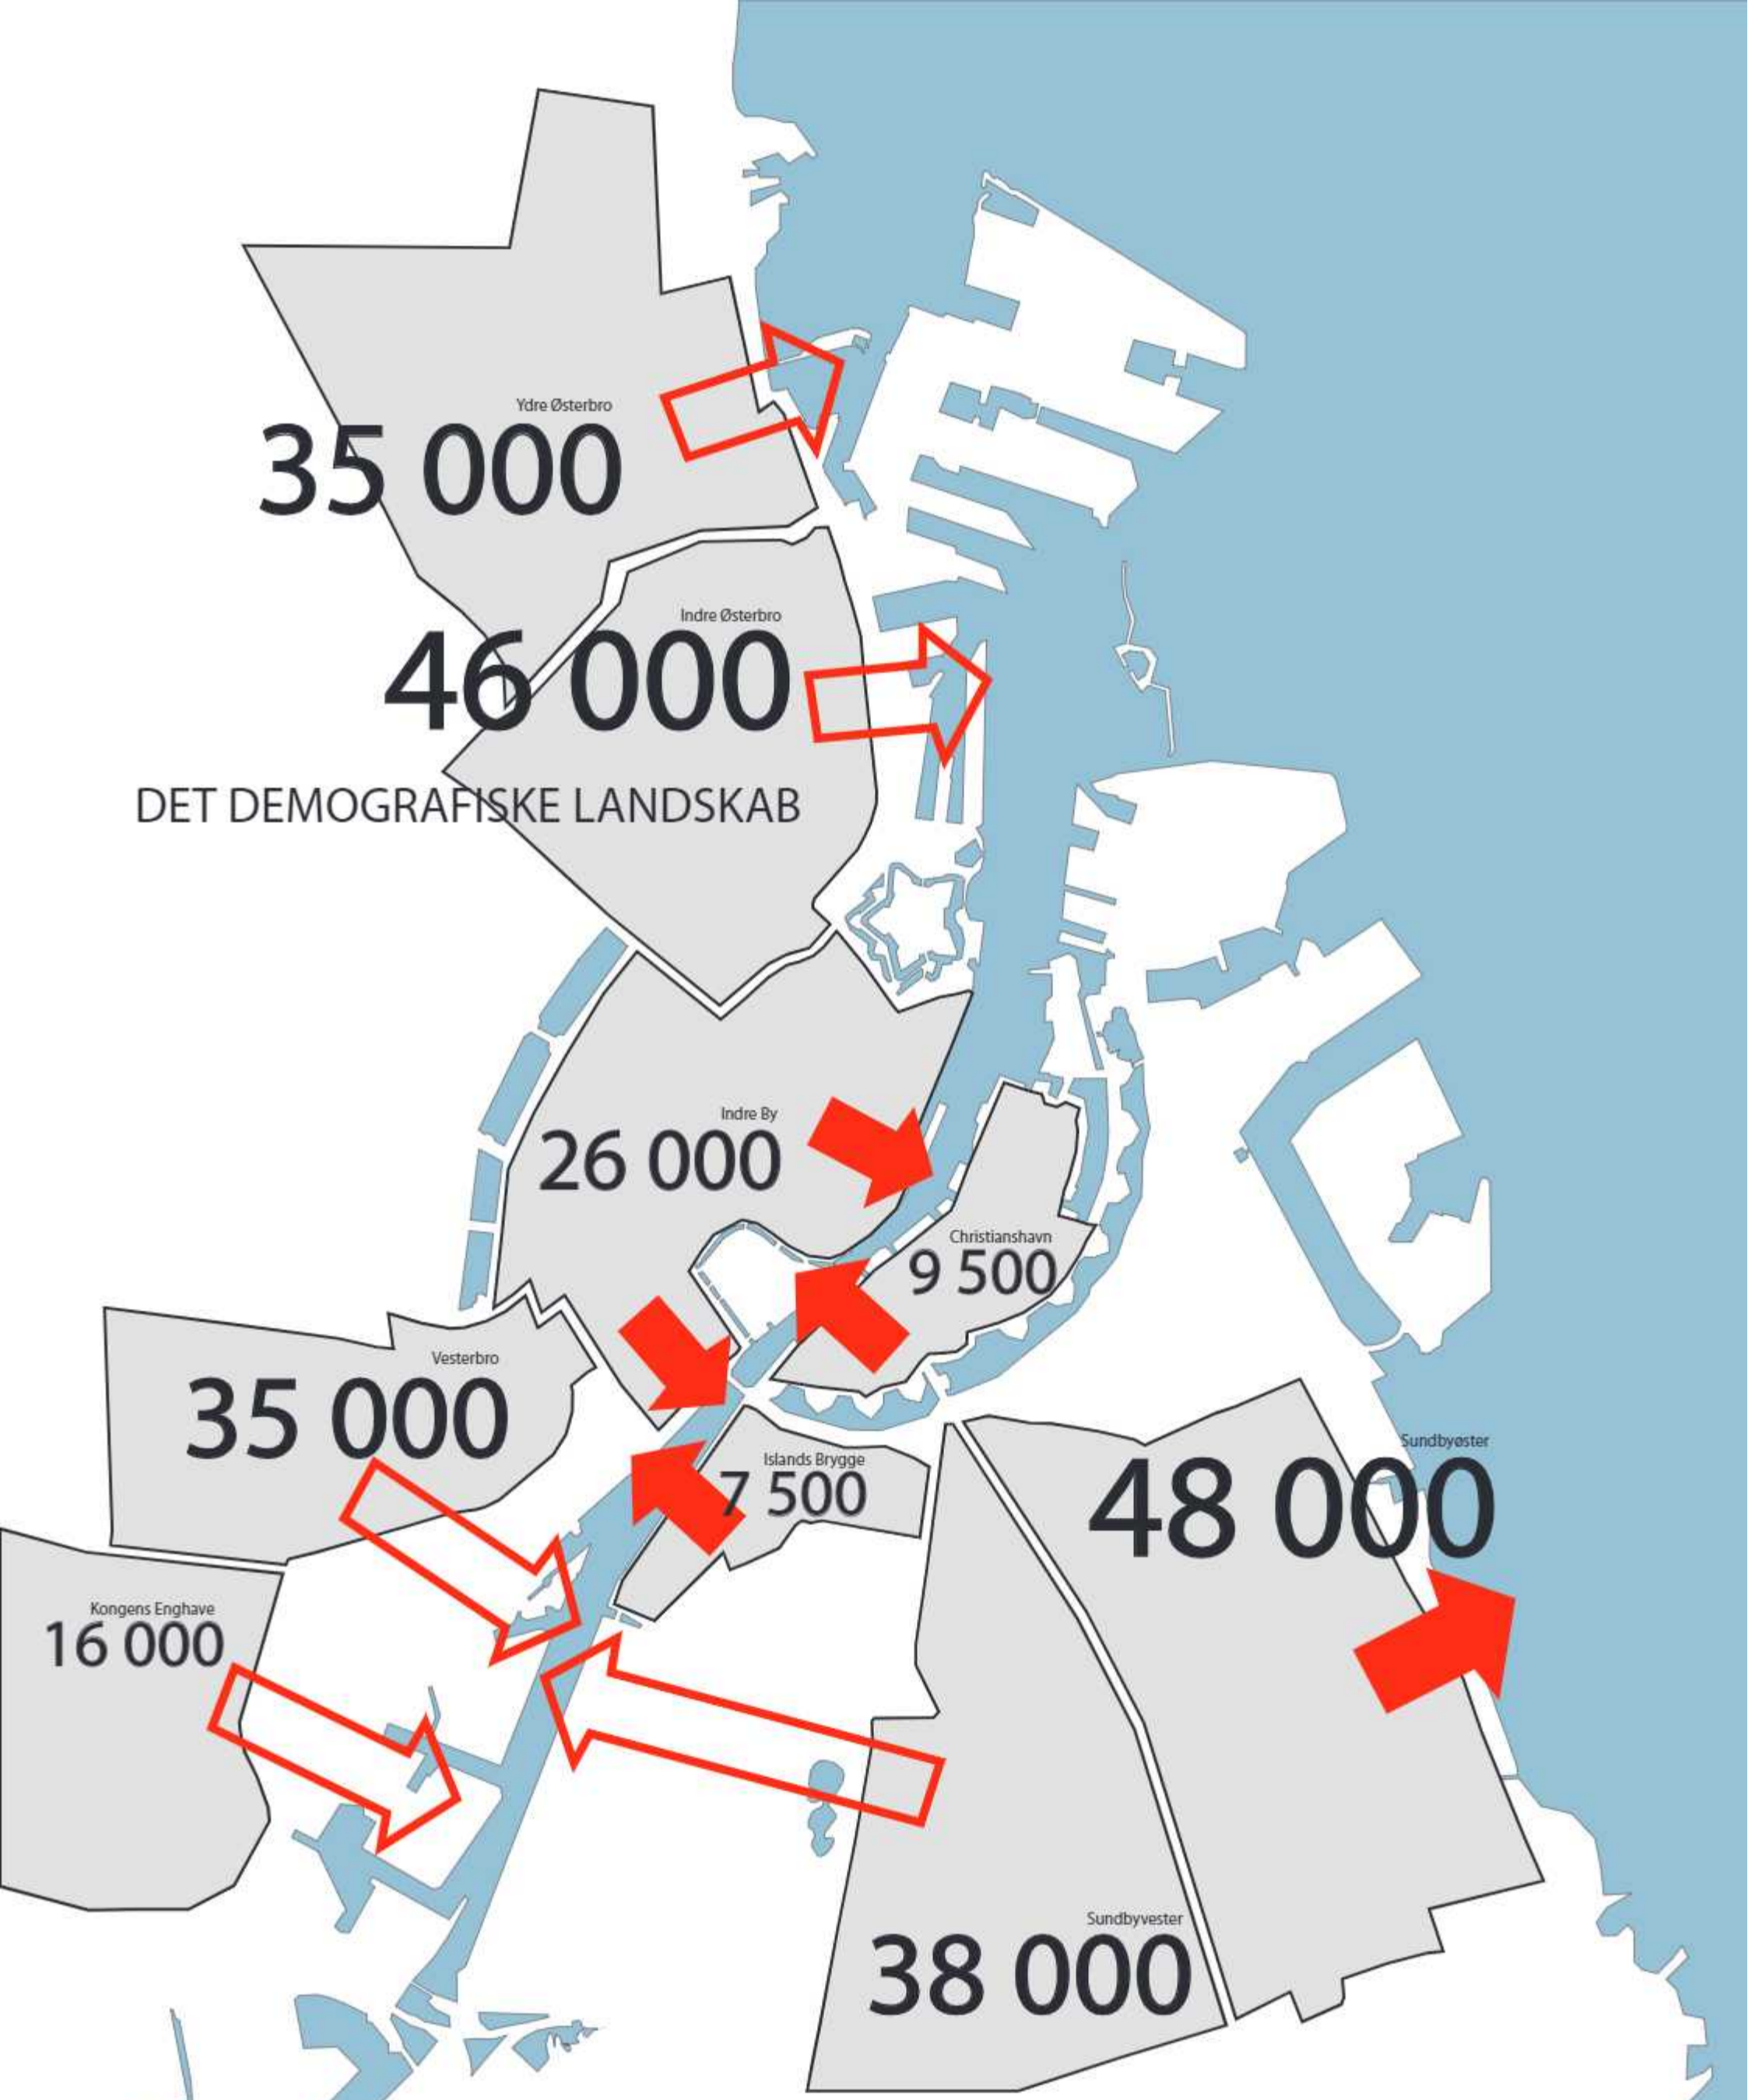 Ydre Østerbro
35 000
Indre Østerbro
46 000
DET DEMOGRAFISKE LANDSKAB
Indre By
26 000
Christianshavn
9 500
Vesterbro
35 000
Islands Brygge
7 500
Sundbyøster
48 000
Kongens Enghave
16 000
Sundbyvester
38 000